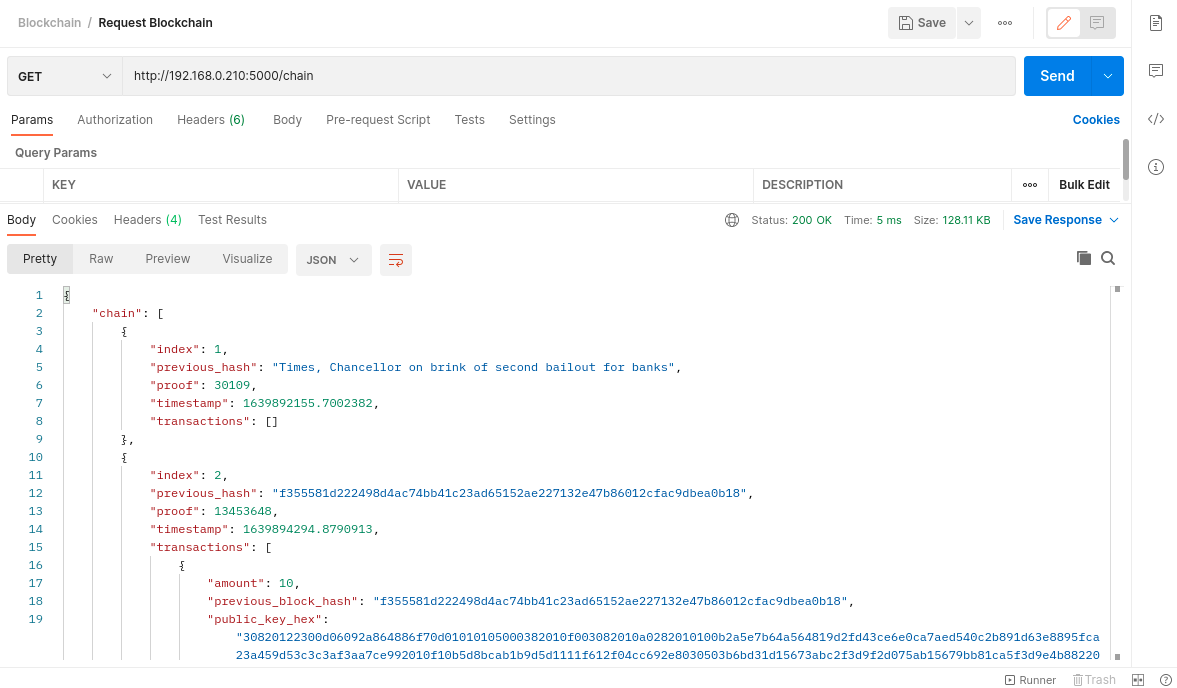 Blockchain / Request Blockchain
Save
GET
http://192.168.0.210:5000/chain
Send
Params Authorization Headers (6) Body Pre-request Script Tests Settings Cookies
Query Params
KEY VALUE DESCRIPTION Bulk Edit
Body Cookies Headers (4) Test Results Status: 200 OK Time: 5 ms Size: 128.11 KB Save Response
Pretty Raw Preview Visualize JSON
1 {
2 "chain": [
3 {
4 "index": 1,
5 "previous_hash": "Times, Chancellor on brink of second bailout for banks",
6 "proof": 30109,
7 "timestamp": 1639892155.7002382,
8 "transactions": []
9 },
10 {
11 "index": 2,
12 "previous_hash": "f355581d222498d4ac74bb41c23ad65152ae227132e47b86012cfac9dbea0b18",
13 "proof": 13453648,
14 "timestamp": 1639894294.8790913,
15 "transactions": [
16 {
17 "amount": 10,
18 "previous_block_hash": "f355581d222498d4ac74bb41c23ad65152ae227132e47b86012cfac9dbea0b18",
19 "public_key_hex":
"30820122300d06092a864886f70d01010105000382010f003082010a0282010100b2a5e7b64a564819d2fd43ce6e0ca7aed540c2b891d63e8895fca
23a459d53c3c3af3aa7ce992010f10b5d8bcab1b9d5d1111f612f04cc692e8030503b6bd31d15673abc2f3d9f2d075ab15679bb81ca5f3d9e4b88220
Runner Trash